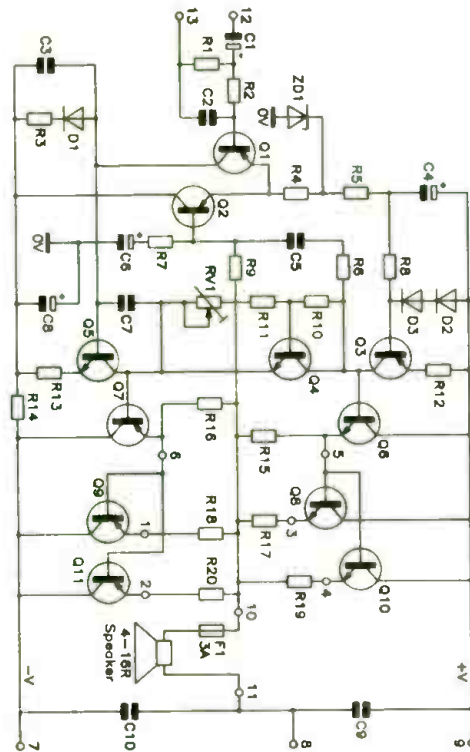 13
12
C1
R1
R2
C2
Q1
ZD1
0V
C3
R3
D1
R4
R5
C4
Q2
0V
C6
R7
C5
R6
R8
D3
D2
C8
R9
RV1
R11
R10
Q3
C7
Q5
Q4
R12
R13
R14
Q7
Q6
R16
R15
6
5
Q9
Q8
1
R18
R17
3
Q11
2
R20
R19
4
Q10
10
F1
3A
4-16R
Speaker
11
-V
+V
C10
C9
7
8
9